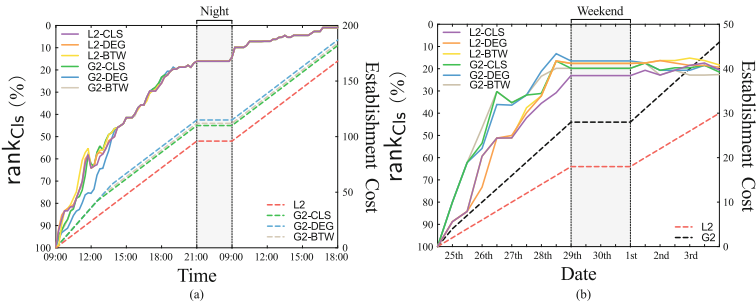 Night
0
10
20
30
40
50
60
70
80
90
100
rank_Cls (%)
L2-CLS
L2-DEG
L2-BTW
G2-CLS
G2-DEG
G2-BTW
L2
G2-CLS
G2-DEG
G2-BTW
200
150
100
50
0
Establishment Cost
09:00 12:00 15:00 18:00 21:00 09:00 12:00 15:00 18:00
Time
(a)
Weekend
0
10
20
30
40
50
60
70
80
90
100
rank_Cls (%)
L2-CLS
L2-DEG
L2-BTW
G2-CLS
G2-DEG
G2-BTW
L2
G2
50
40
30
20
10
0
Establishment Cost
25th 26th 27th 28th 29th 30th 1st 2nd 3rd
Date
(b)